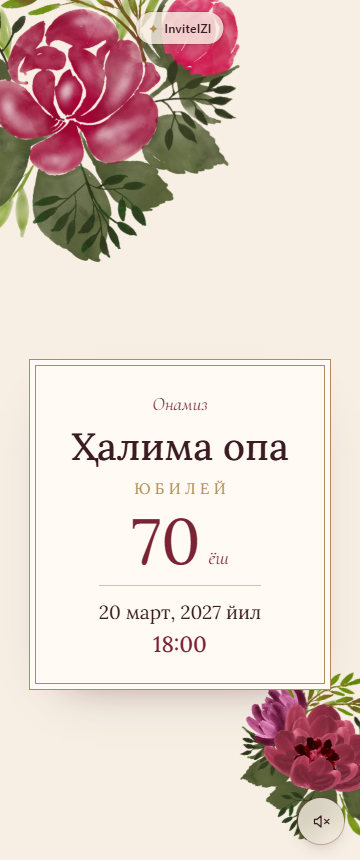 InviteIZI
Онамиз
Ҳалима опа
ЮБИЛЕЙ
70 ёш
20 март, 2027 йил
18:00